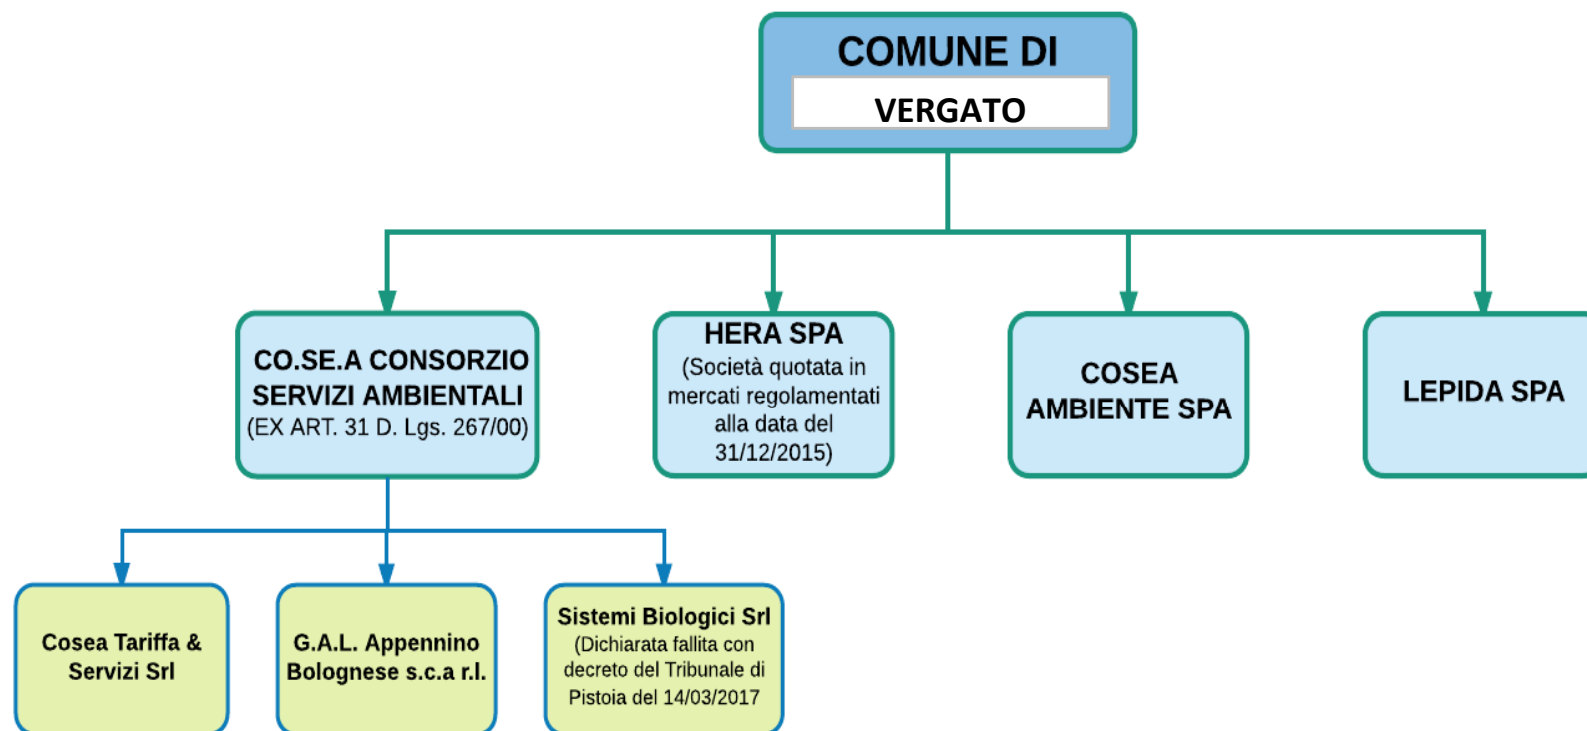 COMUNE DI
VERGATO
CO.SE.A CONSORZIO
SERVIZI AMBIENTALI
(EX ART. 31 D. Lgs. 267/00)
HERA SPA
(Società quotata in
mercati regolamentati
alla data del
31/12/2015)
COSEA
AMBIENTE SPA
LEPIDA SPA
Cosea Tariffa &
Servizi Srl
G.A.L. Appennino
Bolognese s.c.a r.l.
Sistemi Biologici Srl
(Dichiarata fallita con
decreto del Tribunale di
Pistoia del 14/03/2017